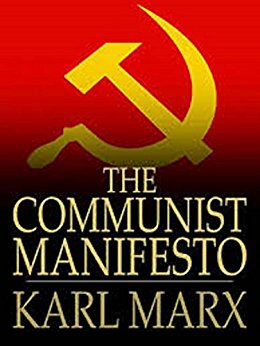 THE
COMMUNIST
MANIFESTO
KARL MARX